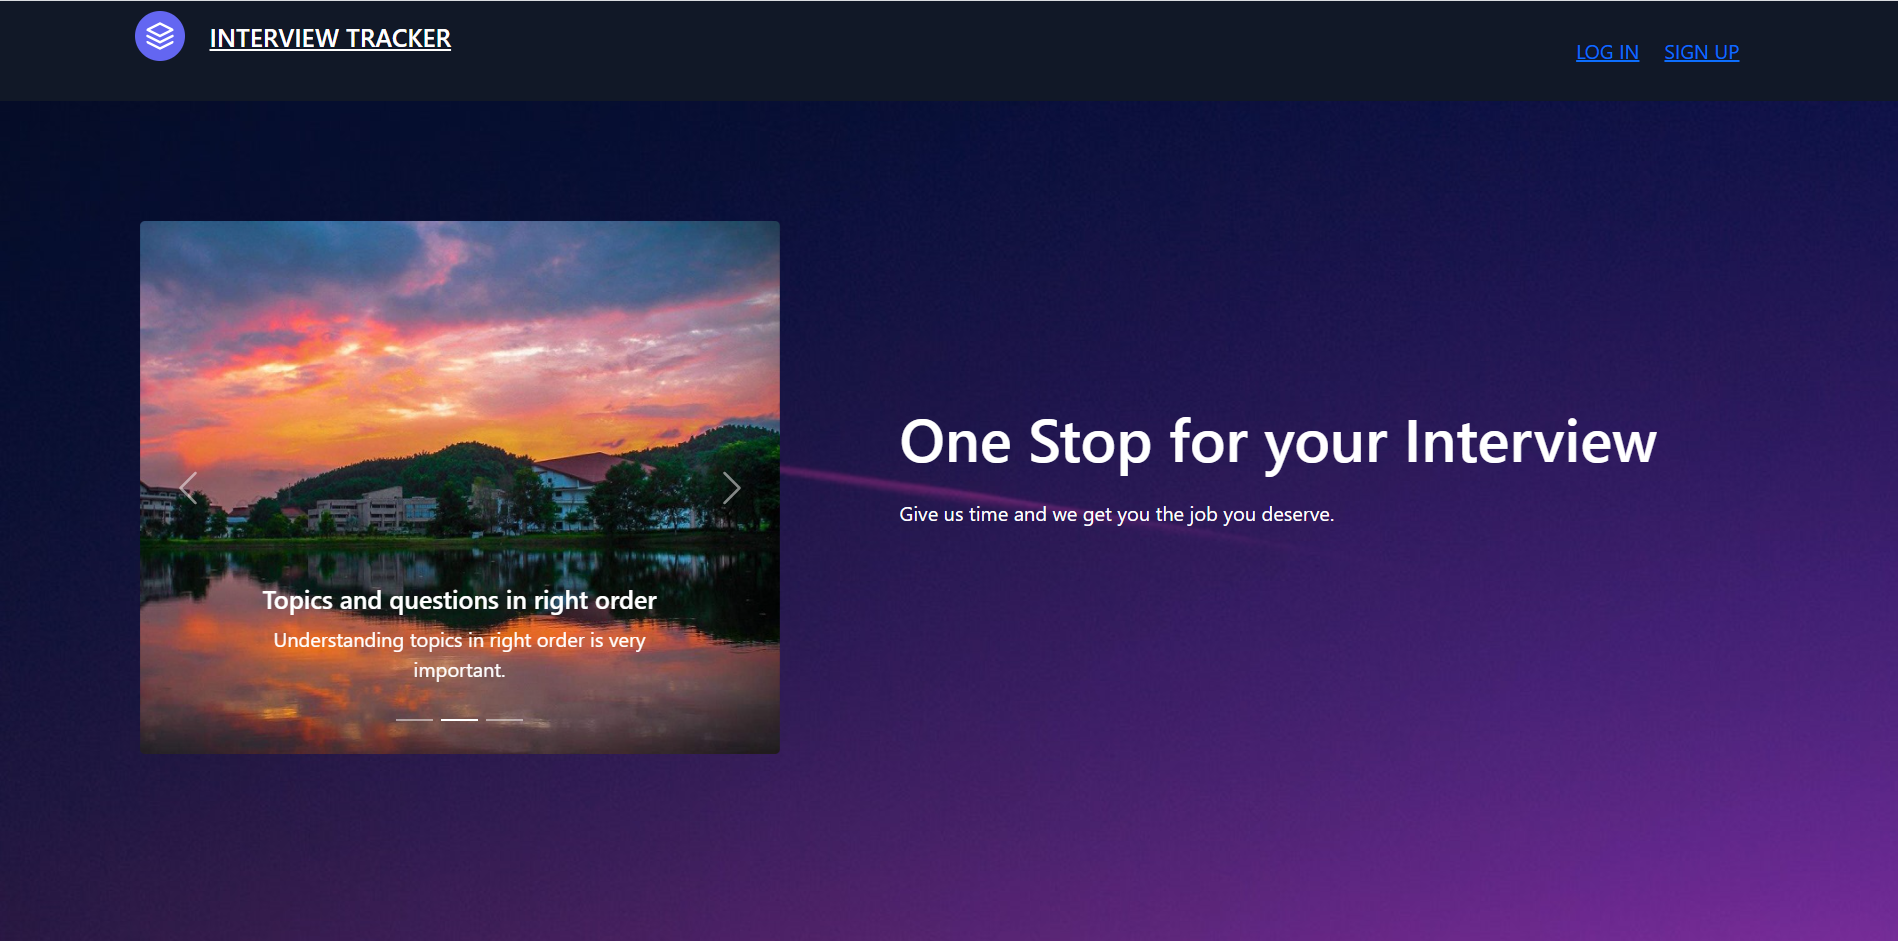 INTERVIEW TRACKER
LOG IN
SIGN UP
Topics and questions in right order
Understanding topics in right order is very
important.
One Stop for your Interview
Give us time and we get you the job you deserve.